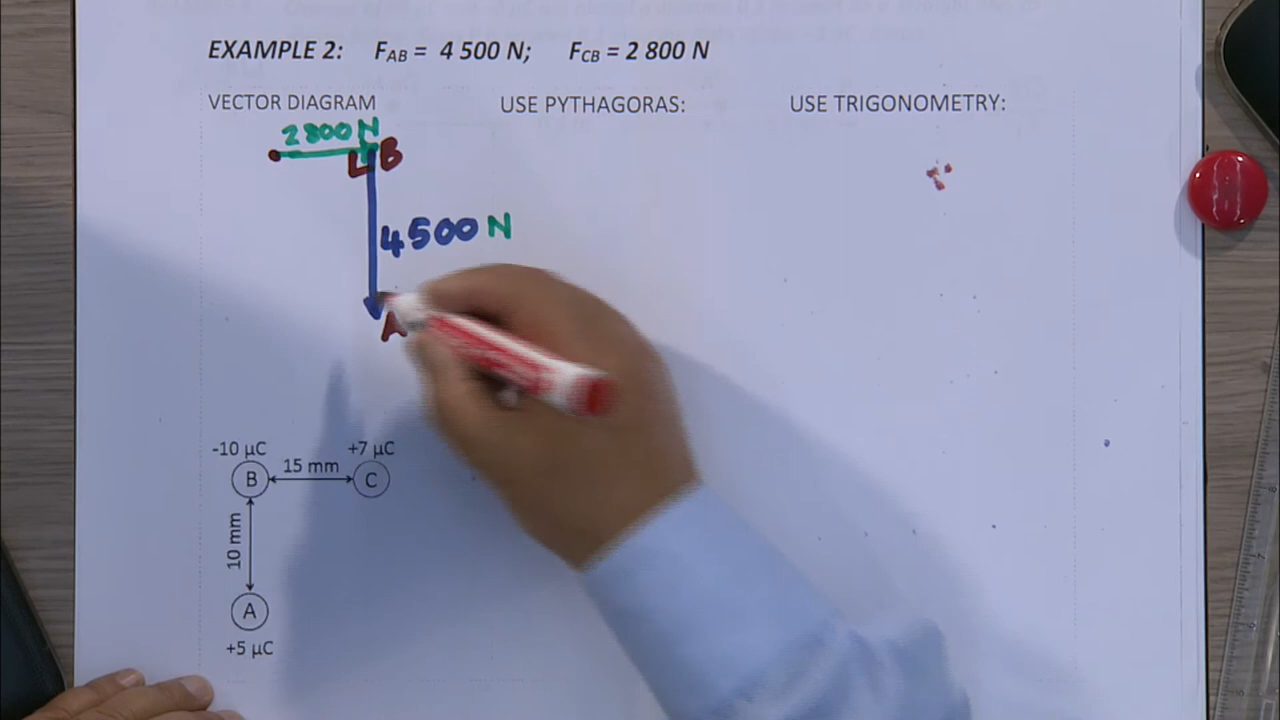 EXAMPLE 2: FAB = 4 500 N; FCB = 2 800 N
VECTOR DIAGRAM
USE PYTHAGORAS:
USE TRIGONOMETRY:
2800 N
B
4500 N
A
-10 µC
+7 µC
B
15 mm
C
10 mm
A
+5 µC